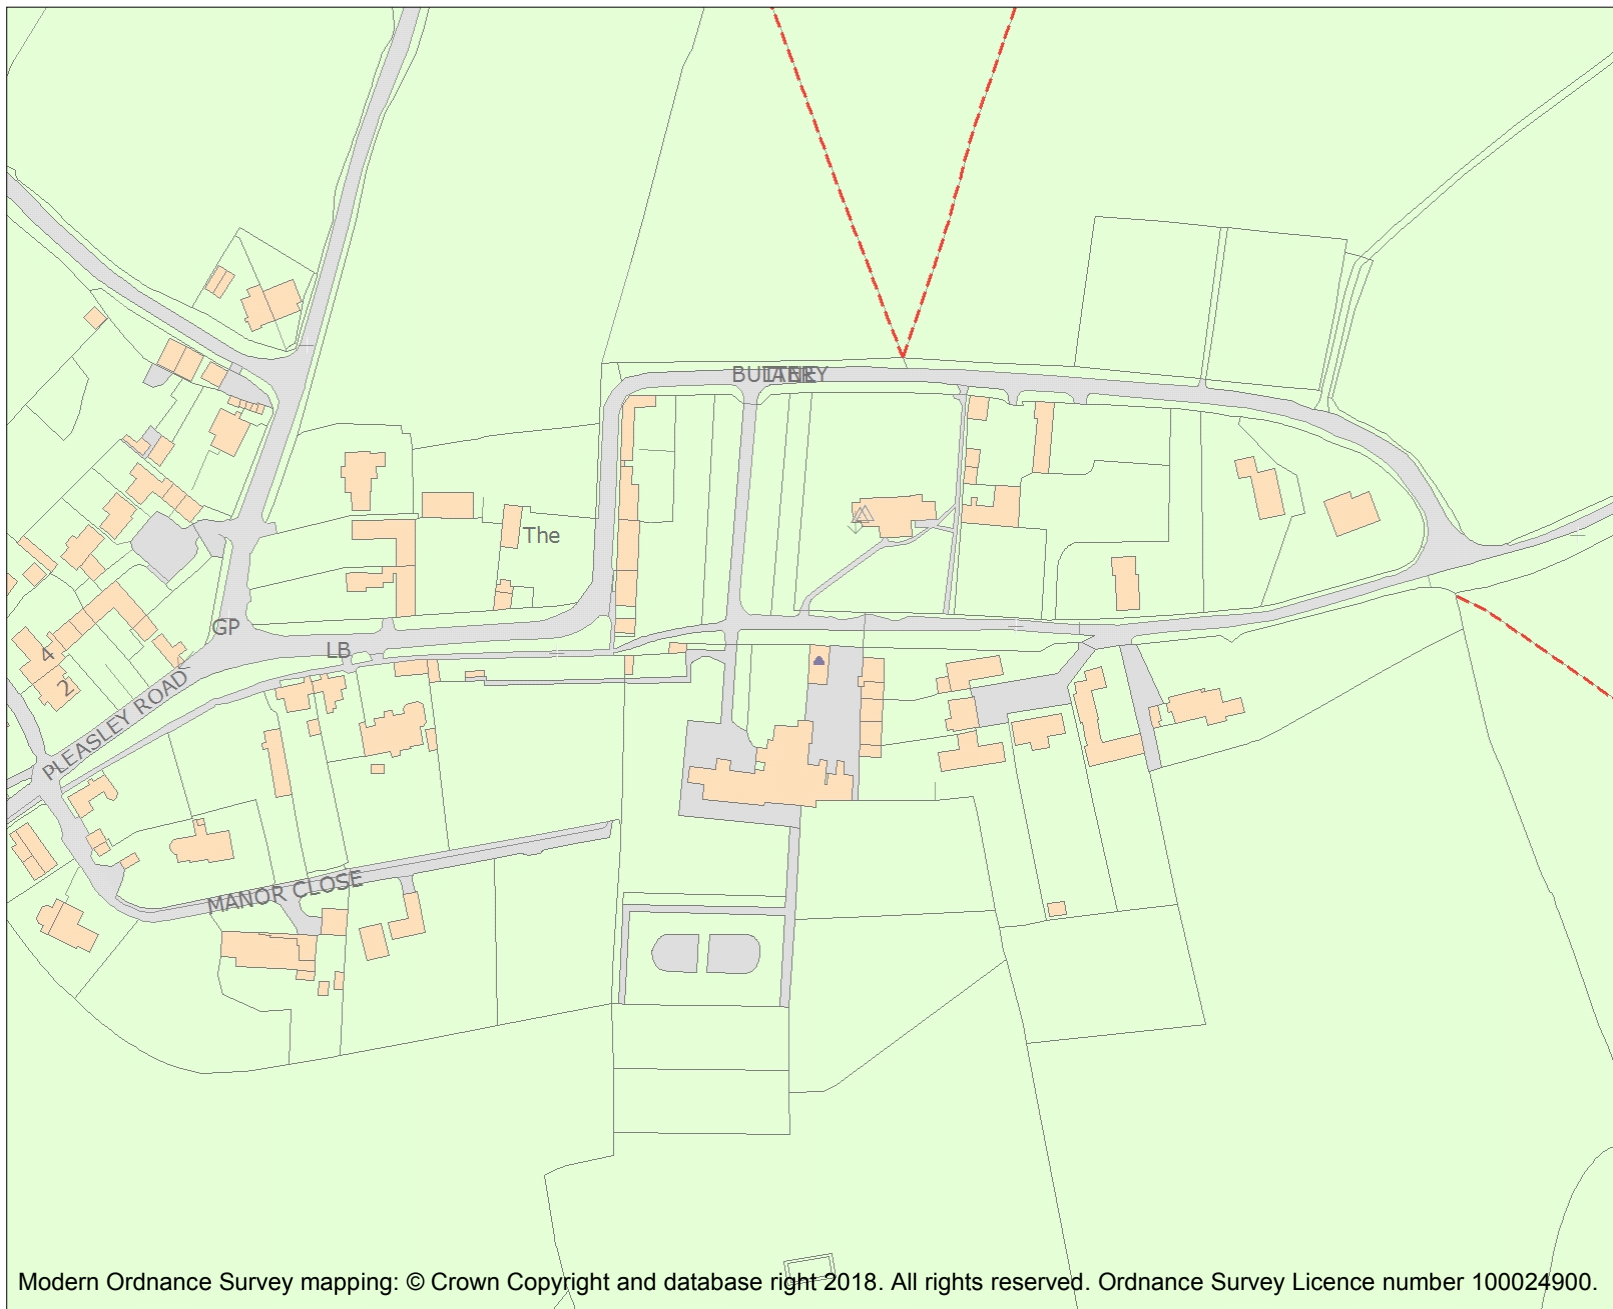 The
GP
LB
4
2
PLEASLEY ROAD
MANOR CLOSE
Modern Ordnance Survey mapping: © Crown Copyright and database right 2018. All rights reserved. Ordnance Survey Licence number 100024900.